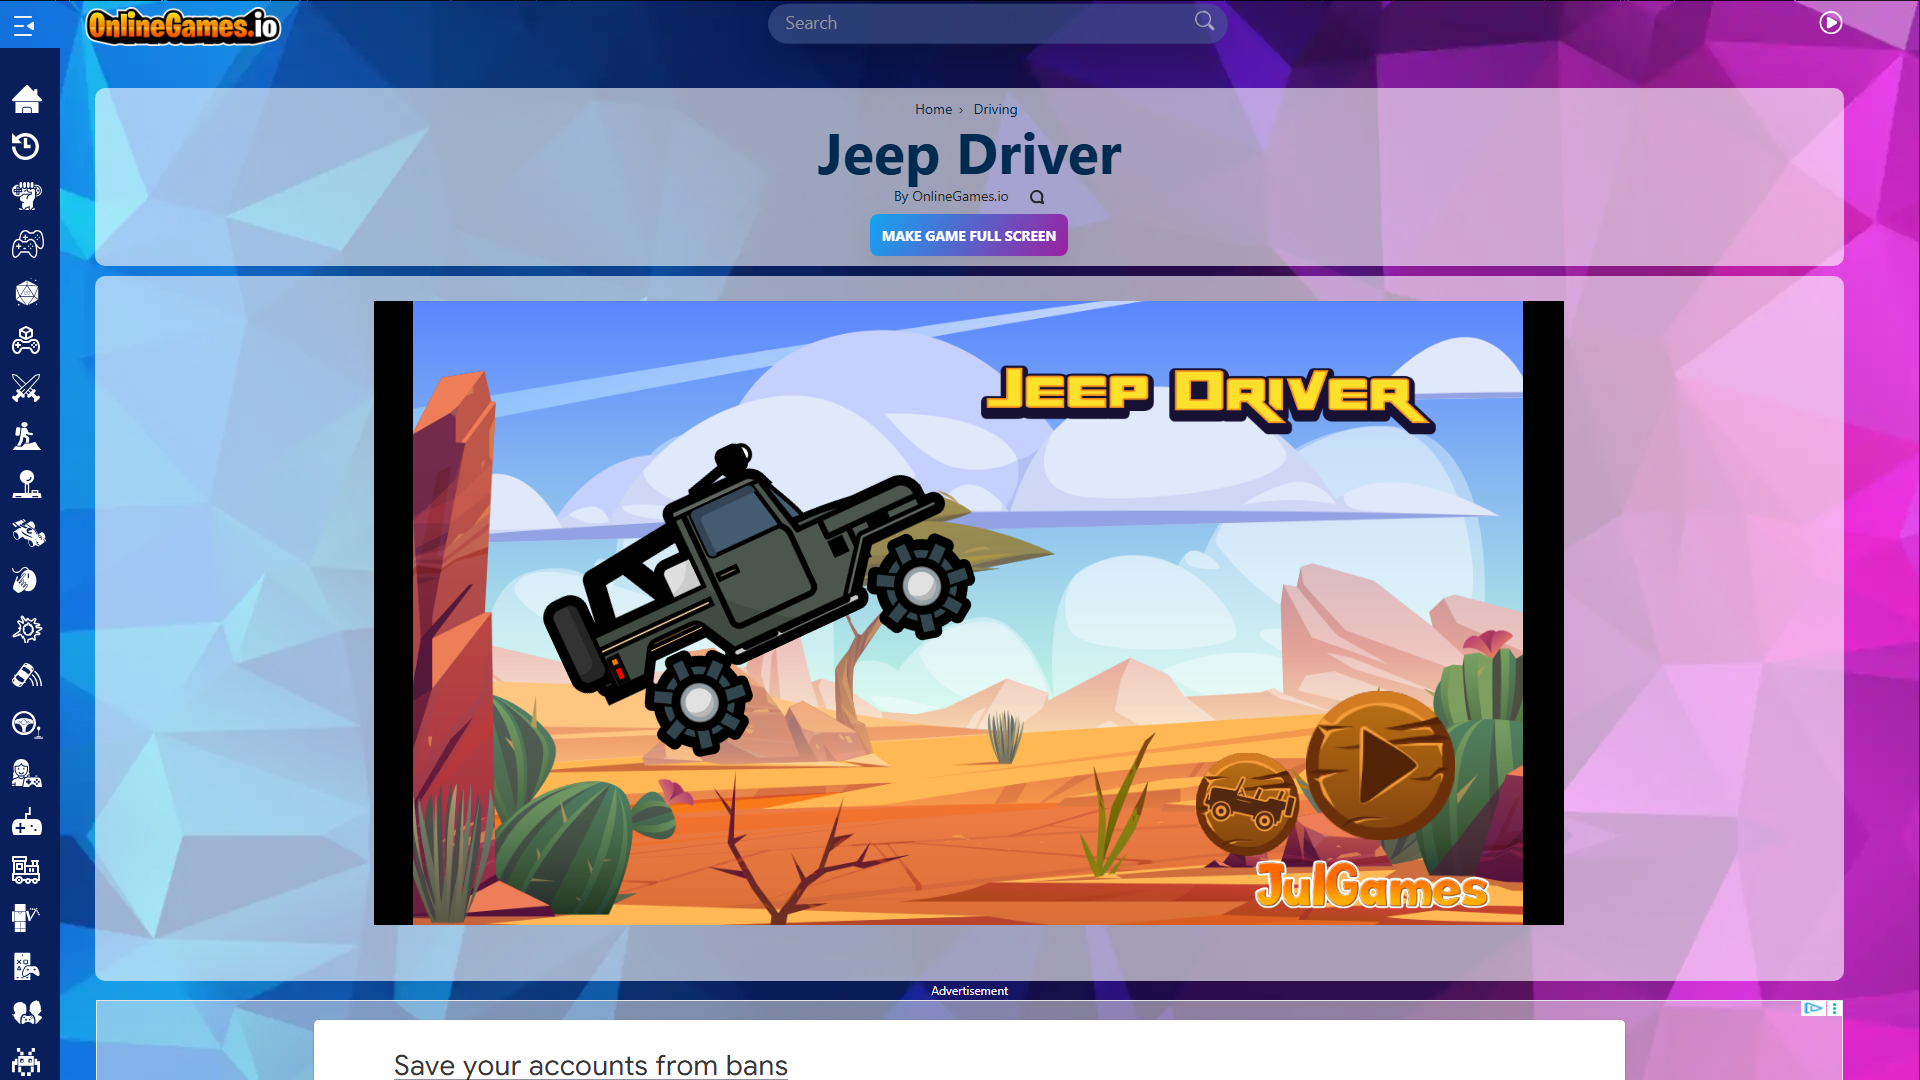 OnlineGames.io
Search
Home › Driving
Jeep Driver
By OnlineGames.io
MAKE GAME FULL SCREEN
JEEP DRIVER
JulGames
Advertisement
Save your accounts from bans